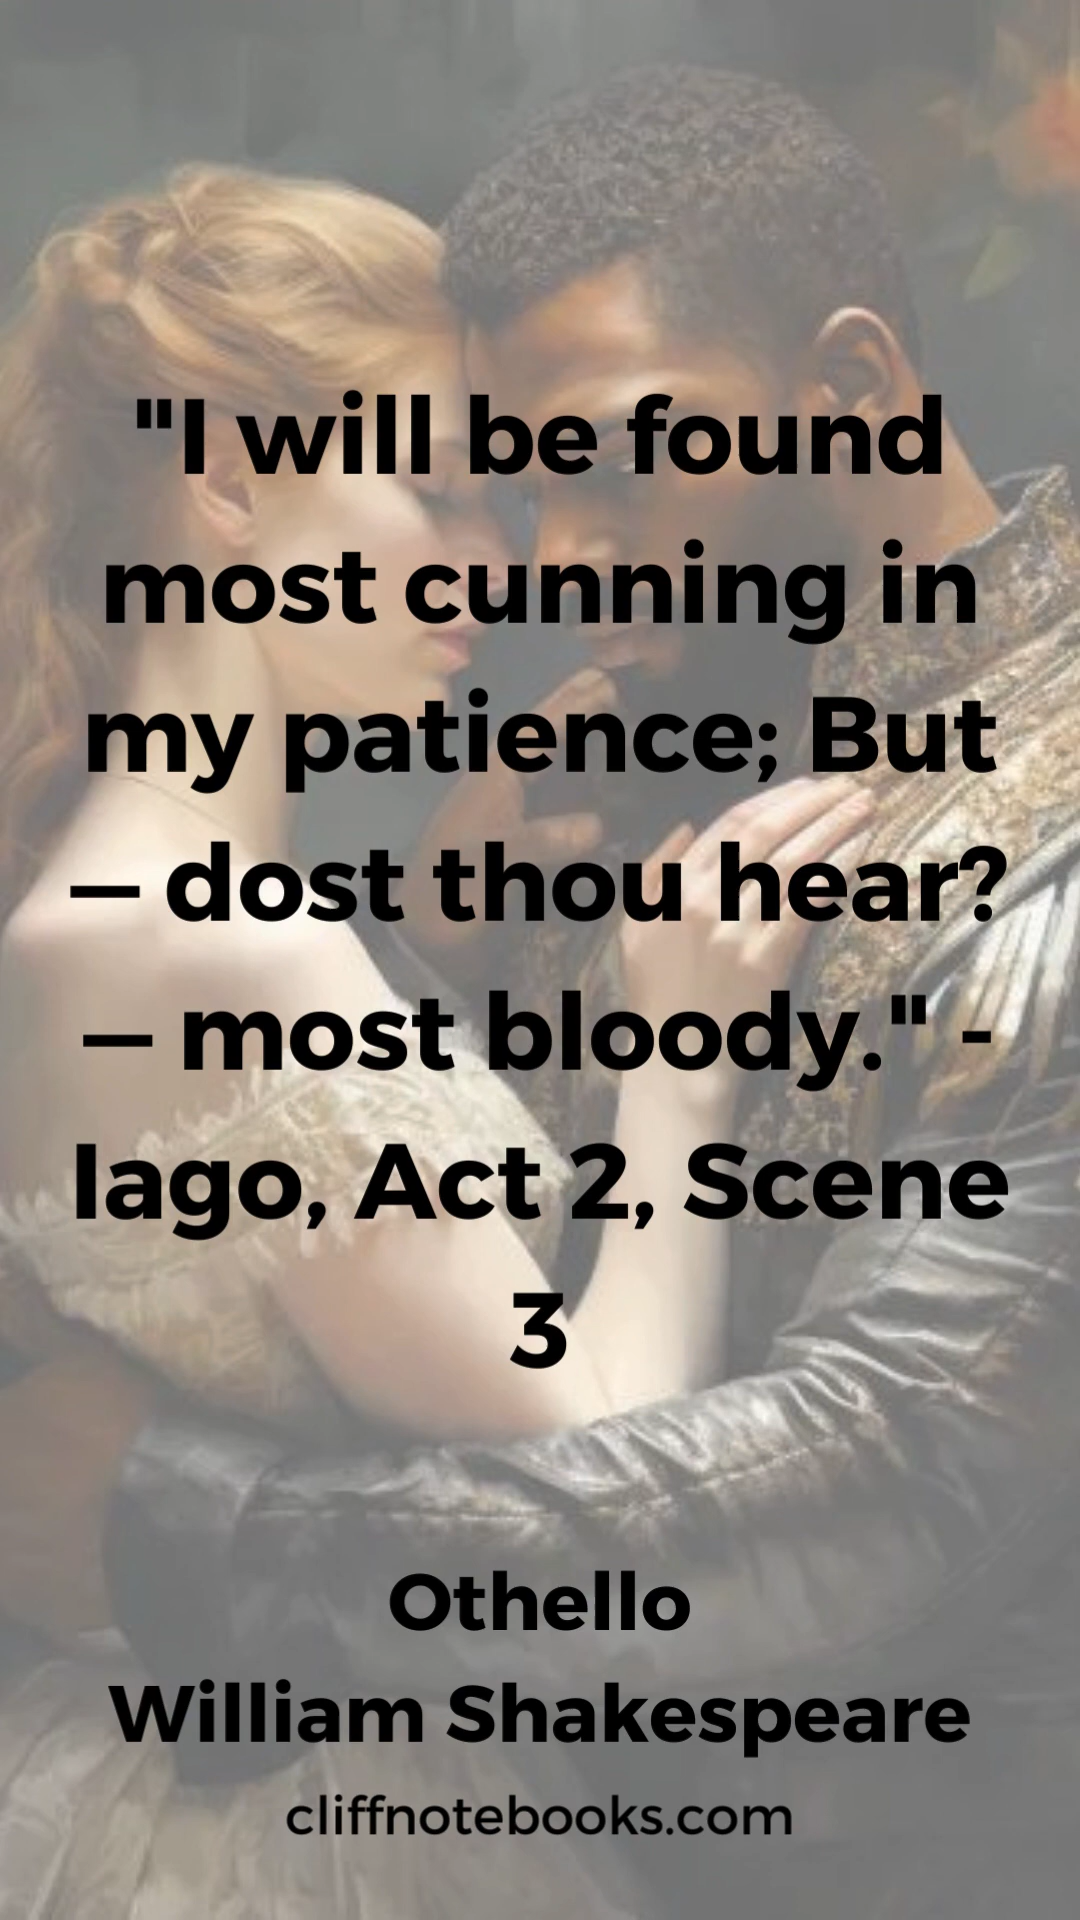 "I will be found
most cunning in
my patience; But
— dost thou hear?
— most bloody." -
Iago, Act 2, Scene
3
Othello
William Shakespeare
cliffnotebooks.com